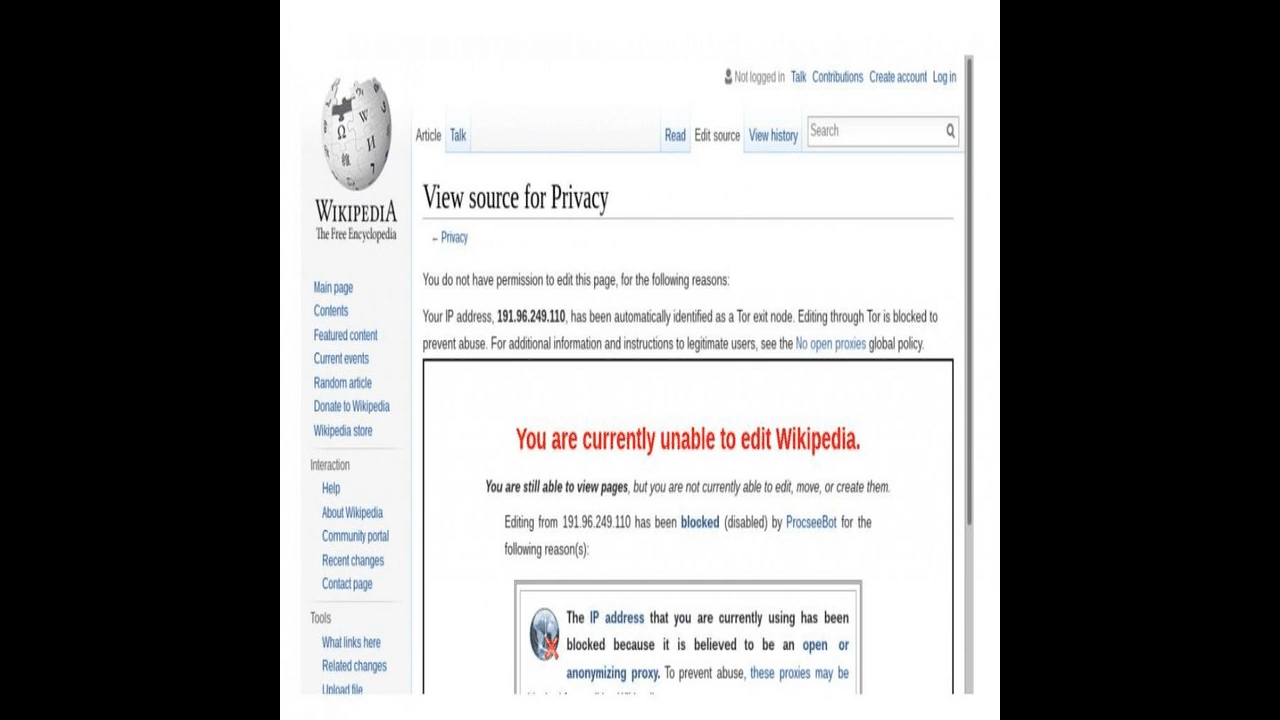 Not logged in Talk Contributions Create account Log in
Article Talk Read Edit source View history Search
WIKIPEDIA
The Free Encyclopedia
View source for Privacy
← Privacy
Main page
Contents
Featured content
Current events
Random article
Donate to Wikipedia
Wikipedia store
Interaction
Help
About Wikipedia
Community portal
Recent changes
Contact page
Tools
What links here
Related changes
Upload file
You do not have permission to edit this page, for the following reasons:
Your IP address, 191.96.249.110, has been automatically identified as a Tor exit node. Editing through Tor is blocked to
prevent abuse. For additional information and instructions to legitimate users, see the No open proxies global policy.
You are currently unable to edit Wikipedia.
You are still able to view pages, but you are not currently able to edit, move, or create them.
Editing from 191.96.249.110 has been blocked (disabled) by ProcseeBot for the
following reason(s):
The IP address that you are currently using has been
blocked because it is believed to be an open or
anonymizing proxy. To prevent abuse, these proxies may be